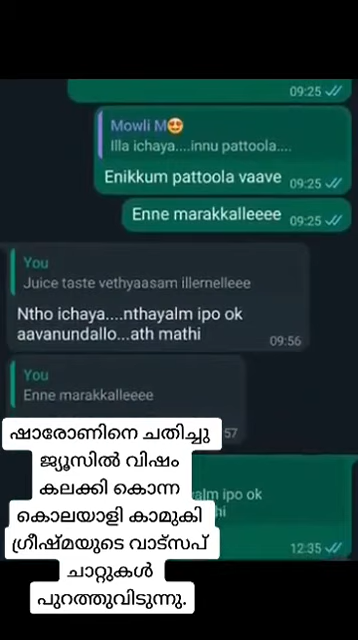 09:25
Mowli M😍
Illa ichaya....innu pattoola....
Enikkum pattoola vaave 09:25
Enne marakkalleeee 09:25
You
Juice taste vethyaasam illernelleee
Ntho ichaya....nthayalm ipo ok
aavanundallo...ath mathi
09:56
You
Enne marakkalleeee
57
ഷാരോണിനെ ചതിച്ചു
ജ്യൂസിൽ വിഷം
കലക്കി കൊന്ന
കൊലയാളി കാമുകി
ഗ്രീഷ്മയുടെ വാട്സപ്
ചാറ്റുകൾ
പുറത്തുവിടുന്നു.
ipo ok
12:35